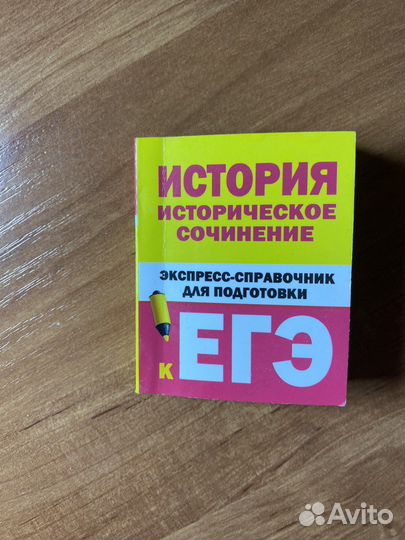 ИСТОРИЯ
ИСТОРИЧЕСКОЕ
СОЧИНЕНИЕ
ЭКСПРЕСС-СПРАВОЧНИК
ДЛЯ ПОДГОТОВКИ
К ЕГЭ
Avito